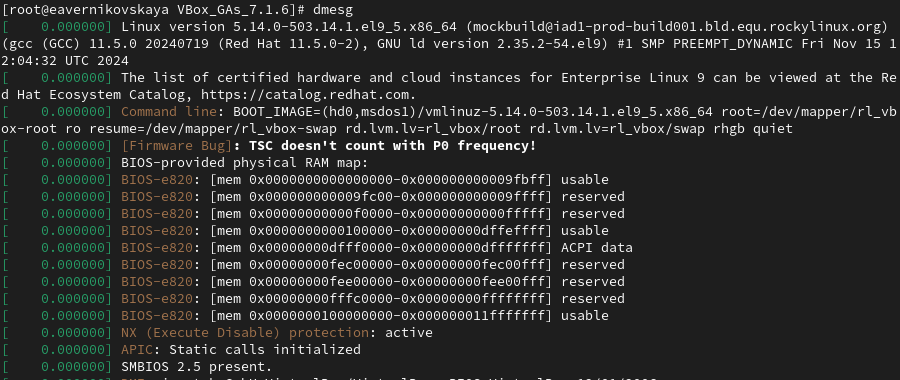 [root@eavernikovskaya VBox_GAs_7.1.6]# dmesg
[    0.000000] Linux version 5.14.0-503.14.1.el9_5.x86_64 (mockbuild@iad1-prod-build001.bld.equ.rockylinux.org)
(gcc (GCC) 11.5.0 20240719 (Red Hat 11.5.0-2), GNU ld version 2.35.2-54.el9) #1 SMP PREEMPT_DYNAMIC Fri Nov 15 1
2:04:32 UTC 2024
[    0.000000] The list of certified hardware and cloud instances for Enterprise Linux 9 can be viewed at the Re
d Hat Ecosystem Catalog, https://catalog.redhat.com.
[    0.000000] Command line: BOOT_IMAGE=(hd0,msdos1)/vmlinuz-5.14.0-503.14.1.el9_5.x86_64 root=/dev/mapper/rl_vb
ox-root ro resume=/dev/mapper/rl_vbox-swap rd.lvm.lv=rl_vbox/root rd.lvm.lv=rl_vbox/swap rhgb quiet
[    0.000000] [Firmware Bug]: TSC doesn't count with P0 frequency!
[    0.000000] BIOS-provided physical RAM map:
[    0.000000] BIOS-e820: [mem 0x0000000000000000-0x000000000009fbff] usable
[    0.000000] BIOS-e820: [mem 0x000000000009fc00-0x000000000009ffff] reserved
[    0.000000] BIOS-e820: [mem 0x00000000000f0000-0x00000000000fffff] reserved
[    0.000000] BIOS-e820: [mem 0x0000000000100000-0x00000000dffeffff] usable
[    0.000000] BIOS-e820: [mem 0x00000000dfff0000-0x00000000dfffffff] ACPI data
[    0.000000] BIOS-e820: [mem 0x00000000fec00000-0x00000000fec00fff] reserved
[    0.000000] BIOS-e820: [mem 0x00000000fee00000-0x00000000fee00fff] reserved
[    0.000000] BIOS-e820: [mem 0x00000000fffc0000-0x00000000ffffffff] reserved
[    0.000000] BIOS-e820: [mem 0x0000000100000000-0x000000011fffffff] usable
[    0.000000] NX (Execute Disable) protection: active
[    0.000000] APIC: Static calls initialized
[    0.000000] SMBIOS 2.5 present.